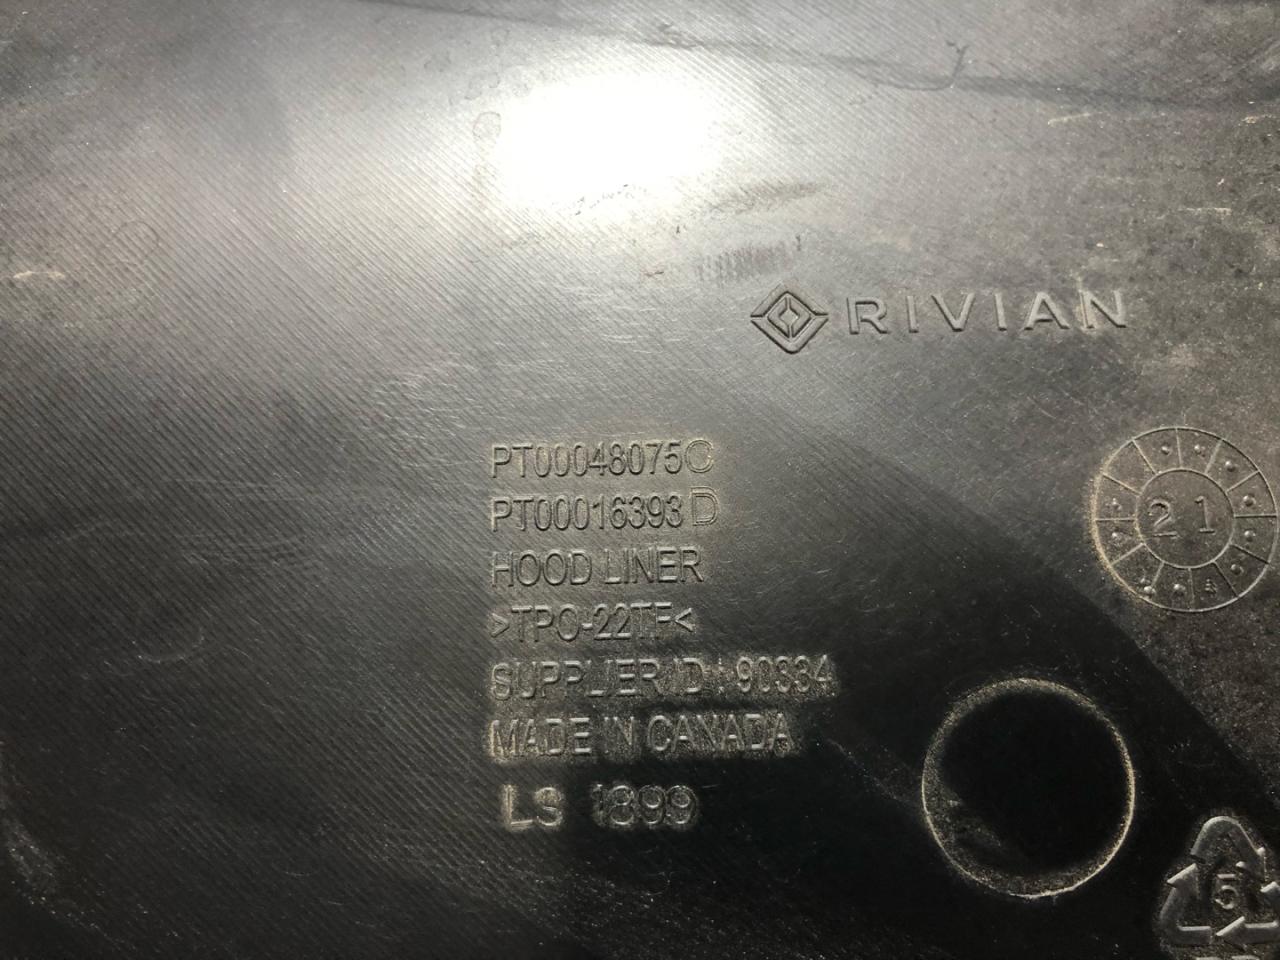 RIVIAN
PT00048075C
PT00016393D
HOOD LINER
>TPO-22TF<
SUPPLIER ID : 90334
MADE IN CANADA
LS 1899
21
5